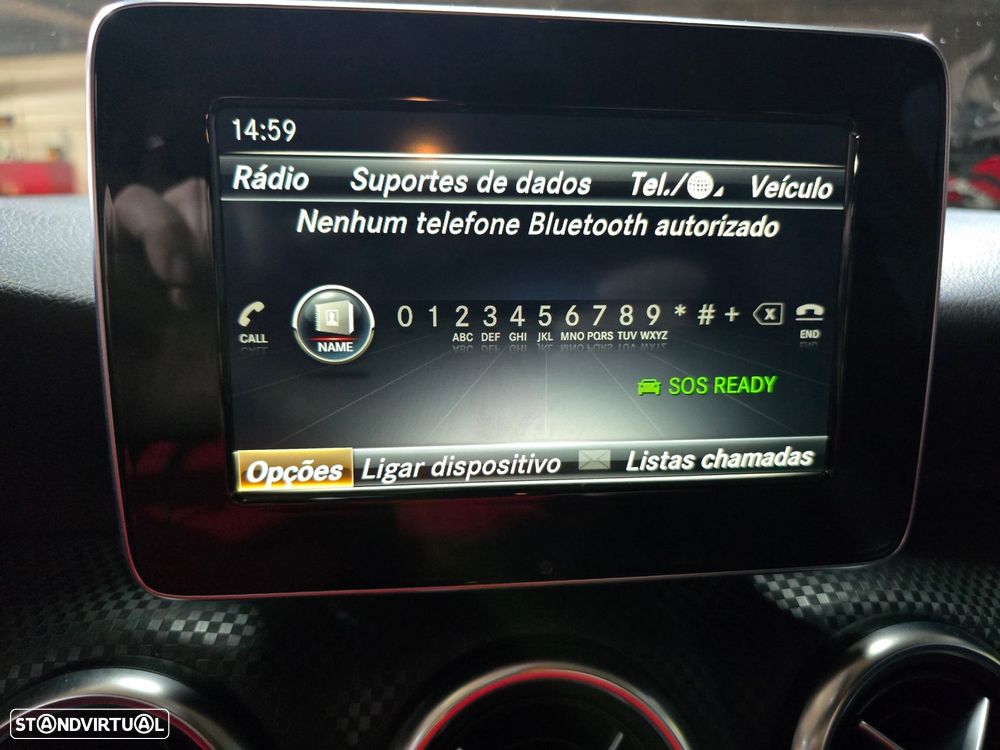 14:59
Rádio Suportes de dados Tel./ Veículo
Nenhum telefone Bluetooth autorizado
CALL NAME 0 1 2 3 4 5 6 7 8 9 * # + x END
ABC DEF GHI JKL MNO PQRS TUV WXYZ
SOS READY
Opções Ligar dispositivo Listas chamadas
STANDVIRTUAL